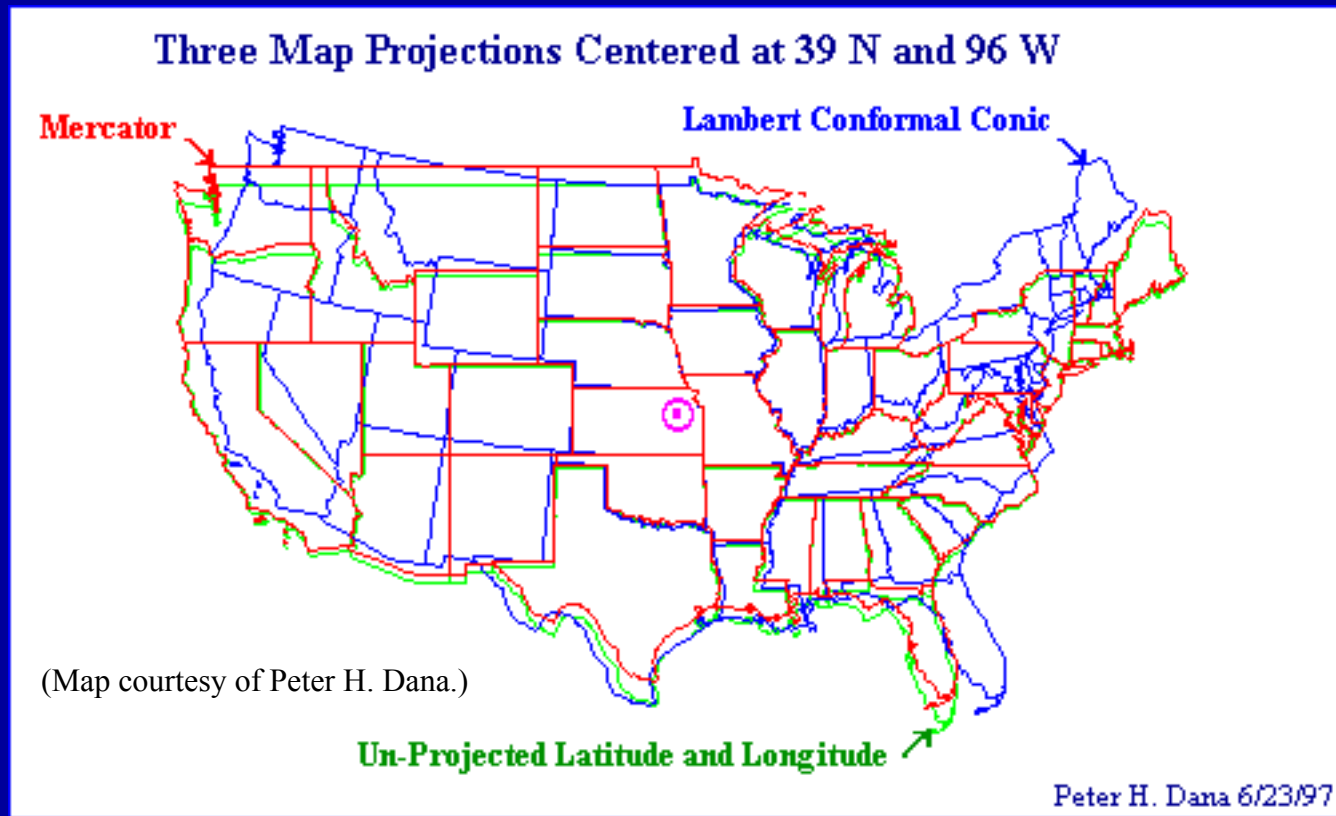 Three Map Projections Centered at 39 N and 96 W
Mercator
Lambert Conformal Conic
(Map courtesy of Peter H. Dana.)
Un-Projected Latitude and Longitude
Peter H. Dana 6/23/97